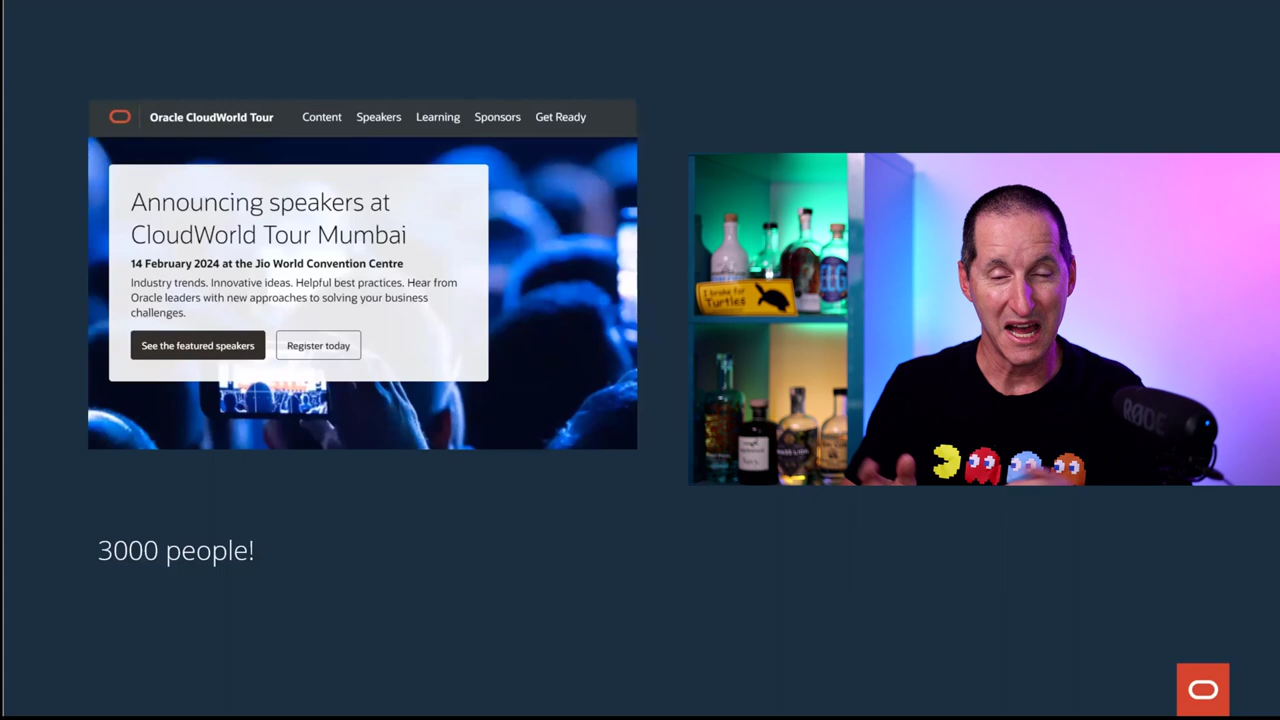 Oracle CloudWorld Tour Content Speakers Learning Sponsors Get Ready
Announcing speakers at
CloudWorld Tour Mumbai
14 February 2024 at the Jio World Convention Centre
Industry trends. Innovative ideas. Helpful best practices. Hear from
Oracle leaders with new approaches to solving your business
challenges.
See the featured speakers
Register today
I brake for
Turtles
RØDE
3000 people!